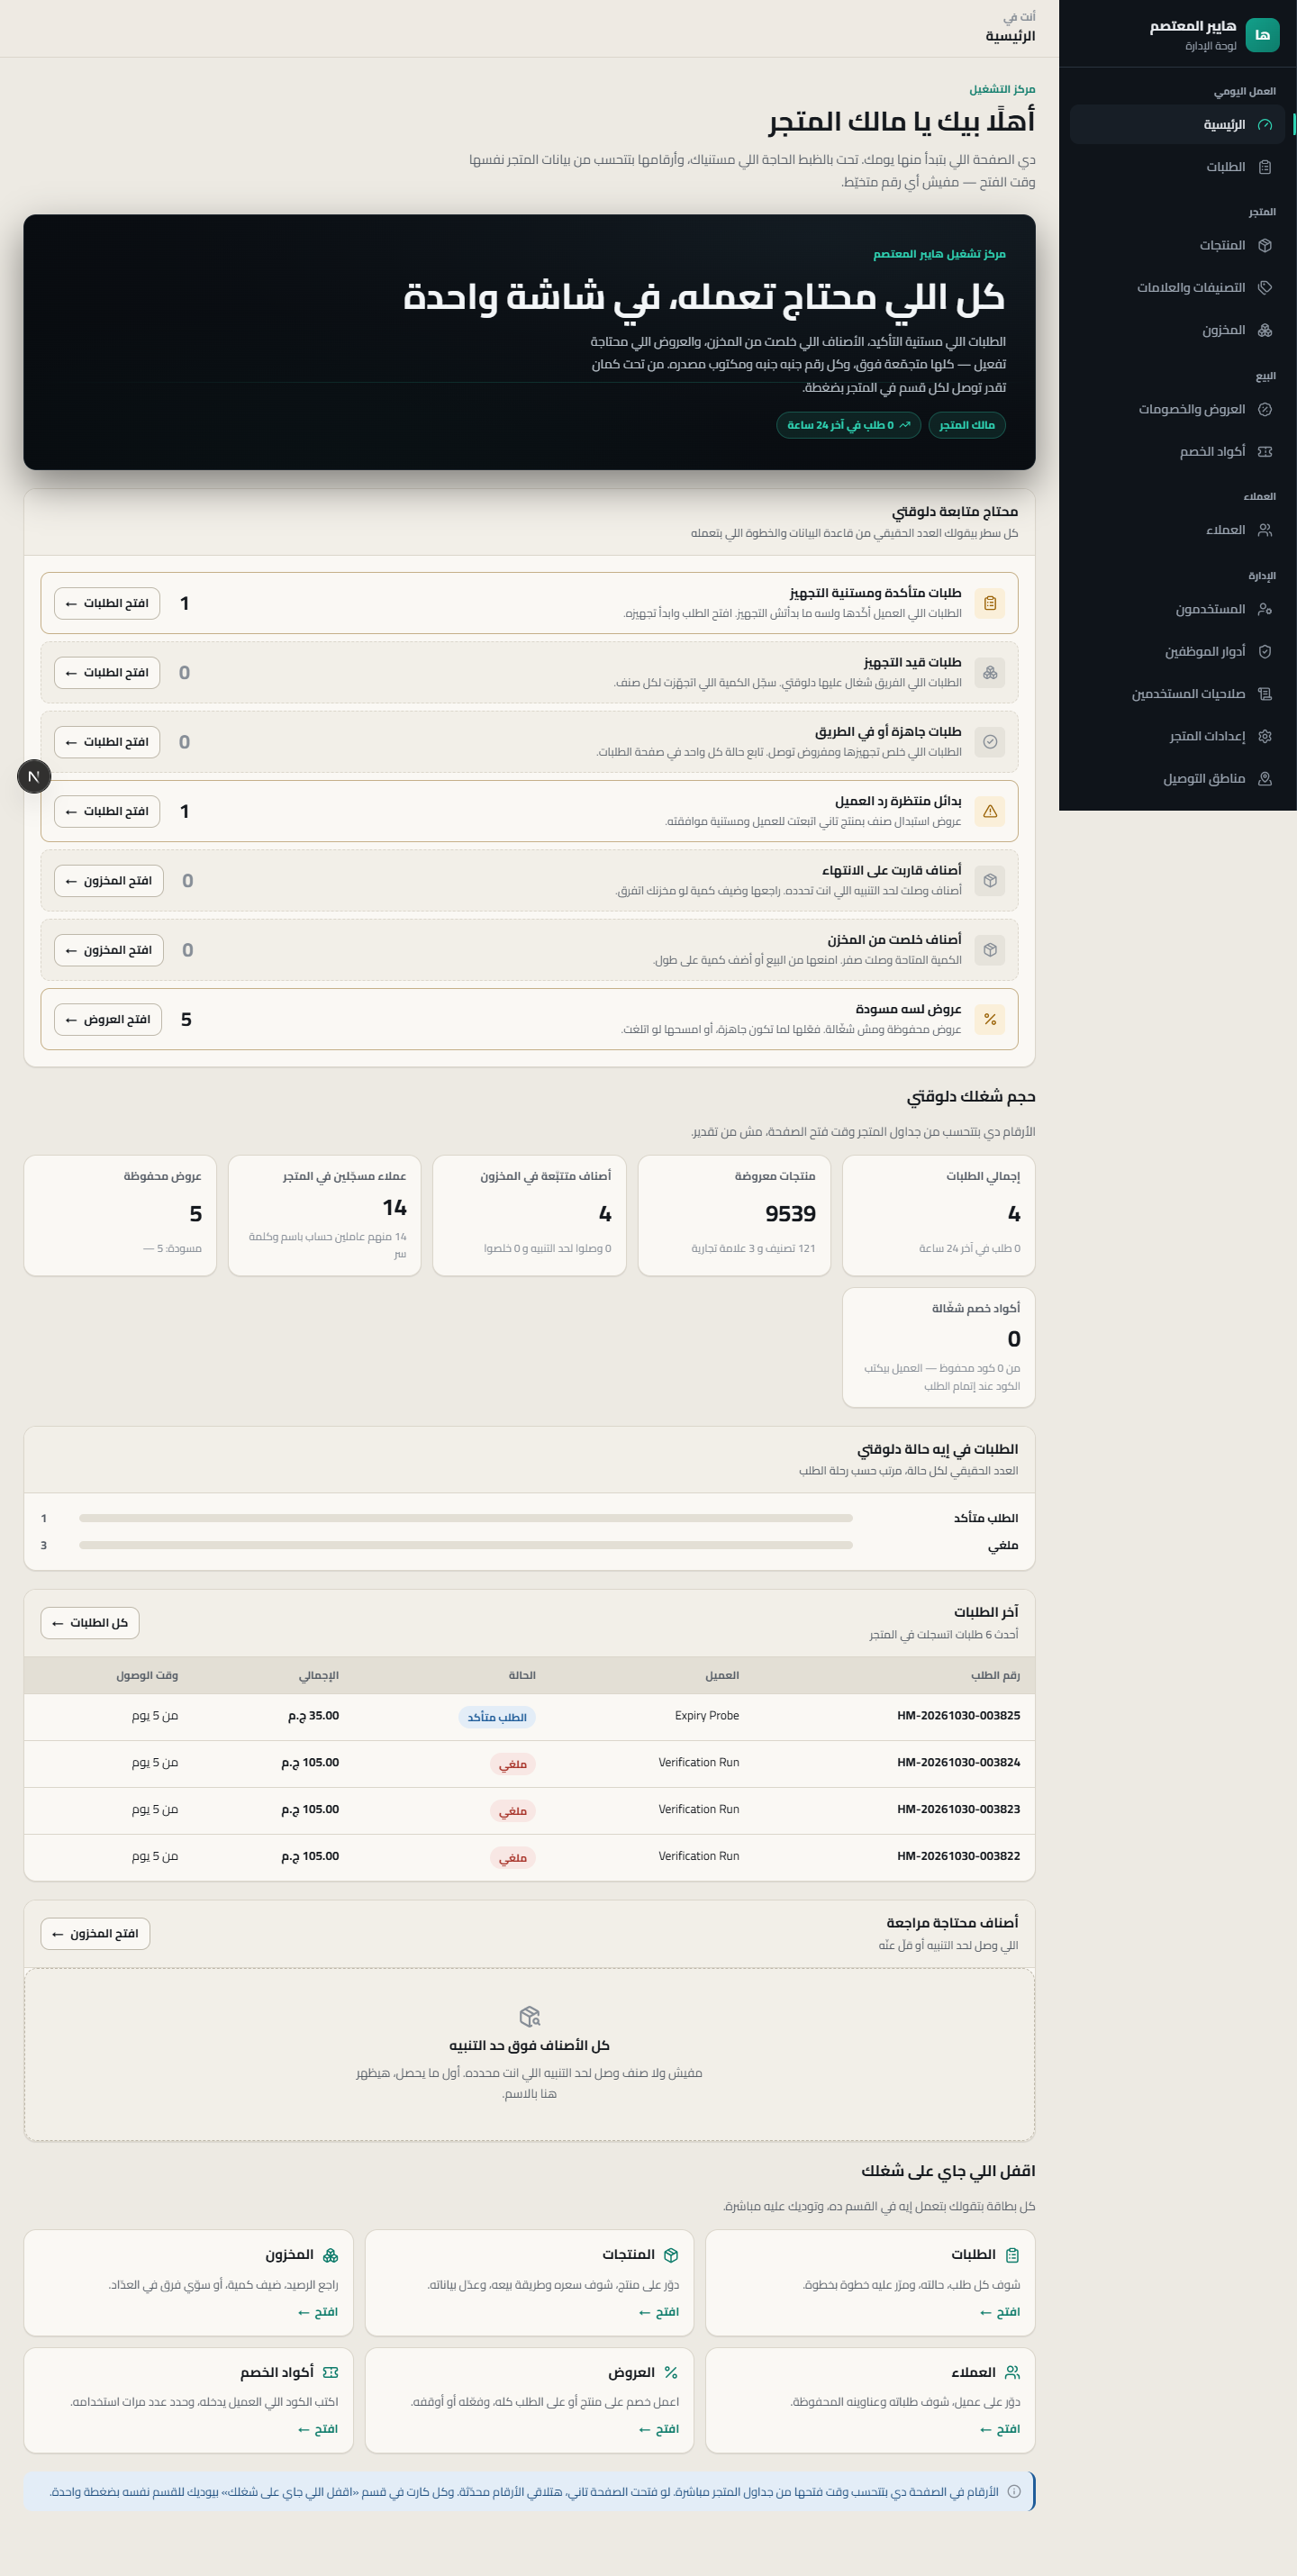 ها
هايبر المعتصم
لوحة الإدارة
العمل اليومي
الرئيسية
الطلبات
المتجر
المنتجات
التصنيفات والعلامات
المخزون
البيع
العروض والخصومات
أكواد الخصم
العملاء
العملاء
الإدارة
المستخدمون
أدوار الموظفين
صلاحيات المستخدمين
إعدادات المتجر
مناطق التوصيل
أنت في
الرئيسية
مركز التشغيل
أهلًا بيك يا مالك المتجر
دي الصفحة اللي بتبدأ منها يومك. تحت بالظبط الحاجة اللي مستنياك، وأرقامها بتتحسب من بيانات المتجر نفسها
وقت الفتح — مفيش أي رقم متخيّط.
مركز تشغيل هايبر المعتصم
كل اللي محتاج تعمله، في شاشة واحدة
الطلبات اللي مستنية التأكيد، الأصناف اللي خلصت من المخزن، والعروض اللي محتاجة
تفعيل — كلها متجمّعة فوق، وكل رقم جنبه جنبه ومكتوب مصدره. من تحت كمان
تقدر توصل لكل قسم في المتجر بضغطة.
مالك المتجر
0 طلب في آخر 24 ساعة
محتاج متابعة دلوقتي
كل سطر بيقولك العدد الحقيقي من قاعدة البيانات والخطوة اللي بتعمله
طلبات متأكدة ومستنية التجهيز
الطلبات اللي العميل أكّدها ولسه ما بدأتش التجهيز. افتح الطلب وابدأ تجهيزه.
1
افتح الطلبات ←
طلبات قيد التجهيز
الطلبات اللي الفريق شغال عليها دلوقتي. سجّل الكمية اللي اتجهّزت لكل صنف.
0
افتح الطلبات ←
طلبات جاهزة أو في الطريق
الطلبات اللي خلص تجهيزها ومفروض توصل. تابع حالة كل واحد في صفحة الطلبات.
0
افتح الطلبات ←
بدائل منتظرة رد العميل
عروض استبدال صنف بمنتج تاني اتبعتت للعميل ومستنية موافقته.
1
افتح الطلبات ←
أصناف قاربت على الانتهاء
أصناف وصلت لحد التنبيه اللي انت تحدده. راجعها وضيف كمية لو مخزنك اتفرق.
0
افتح المخزون ←
أصناف خلصت من المخزن
الكمية المتاحة وصلت صفر. امنعها من البيع أو أضف كمية على طول.
0
افتح المخزون ←
عروض لسه مسودة
عروض محفوظة ومش شغّالة. فعّلها لما تكون جاهزة، أو امسحها لو اتلغت.
5
افتح العروض ←
حجم شغلك دلوقتي
الأرقام دي بتتحسب من جداول المتجر وقت فتح الصفحة، مش من تقدير.
إجمالي الطلبات
4
0 طلب في آخر 24 ساعة
منتجات معروضة
9539
121 تصنيف و 3 علامة تجارية
أصناف متتبّعة في المخزون
4
0 وصلوا لحد التنبيه و 0 خلصوا
عملاء مسجّلين في المتجر
14
14 منهم عاملين حساب باسم وكلمة
سر
عروض محفوظة
5
مسودة: 5 —
أكواد خصم شغّالة
0
من 0 كود محفوظ — العميل بيكتب
الكود عند إتمام الطلب
الطلبات في إيه حالة دلوقتي
العدد الحقيقي لكل حالة، مرتب حسب رحلة الطلب
الطلب متأكد 1
ملغي 3
آخر الطلبات
أحدث 6 طلبات اتسجلت في المتجر
كل الطلبات ←
رقم الطلب العميل الحالة الإجمالي وقت الوصول
HM-20261030-003825 Expiry Probe الطلب متأكد 35.00 ج.م من 5 يوم
HM-20261030-003824 Verification Run ملغي 105.00 ج.م من 5 يوم
HM-20261030-003823 Verification Run ملغي 105.00 ج.م من 5 يوم
HM-20261030-003822 Verification Run ملغي 105.00 ج.م من 5 يوم
أصناف محتاجة مراجعة
اللي وصل لحد التنبيه أو قلّ عنّه
افتح المخزون ←
كل الأصناف فوق حد التنبيه
مفيش ولا صنف وصل لحد التنبيه اللي انت محدده. أول ما يحصل، هيظهر
هنا بالاسم.
اقفل اللي جاي على شغلك
كل بطاقة بتقولك بتعمل إيه في القسم ده، وتوديك عليه مباشرة.
الطلبات
شوف كل طلب، حالته، ومرّر عليه خطوة بخطوة.
افتح ←
المنتجات
دوّر على منتج، شوف سعره وطريقة بيعه، وعدّل بياناته.
افتح ←
المخزون
راجع الرصيد، ضيف كمية، أو سوّي فرق في العدّاد.
افتح ←
العملاء
دوّر على عميل، شوف طلباته وعناوينه المحفوظة.
افتح ←
العروض
اعمل خصم على منتج أو على الطلب كله، وفعّله أو أوقفه.
افتح ←
أكواد الخصم
اكتب الكود اللي العميل يدخله، وحدد عدد مرات استخدامه.
افتح ←
الأرقام في الصفحة دي بتتحسب وقت فتحها من جداول المتجر مباشرة. لو فتحت الصفحة تاني، هتلاقي الأرقام محدّثة. وكل كارت في قسم «اقفل اللي جاي على شغلك» بيوديك للقسم نفسه بضغطة واحدة.